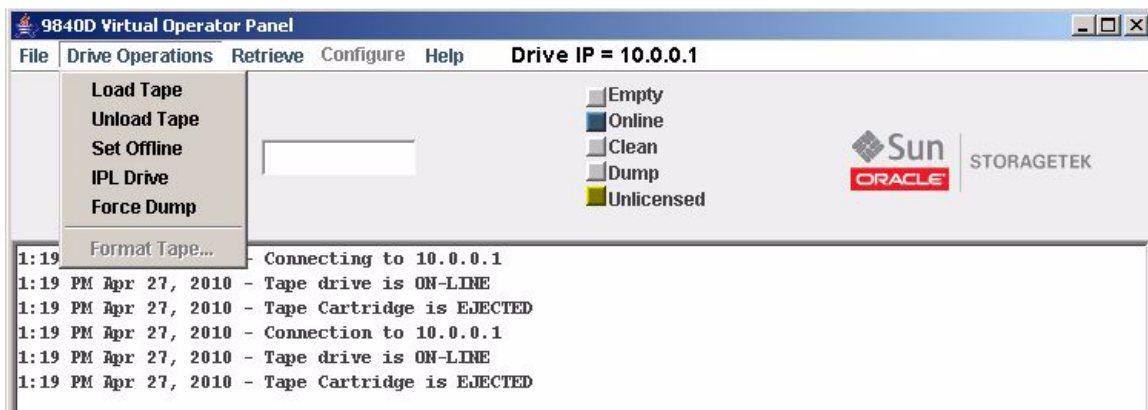 9840D Virtual Operator Panel
File Drive Operations Retrieve Configure Help Drive IP = 10.0.0.1
Load Tape
Unload Tape
Set Offline
IPL Drive
Force Dump
Format Tape...
Empty
Online
Clean
Dump
Unlicensed
Sun
ORACLE
STORAGETEK
1:19 - Connecting to 10.0.0.1
1:19 PM Apr 27, 2010 - Tape drive is ON-LINE
1:19 PM Apr 27, 2010 - Tape Cartridge is EJECTED
1:19 PM Apr 27, 2010 - Connection to 10.0.0.1
1:19 PM Apr 27, 2010 - Tape drive is ON-LINE
1:19 PM Apr 27, 2010 - Tape Cartridge is EJECTED